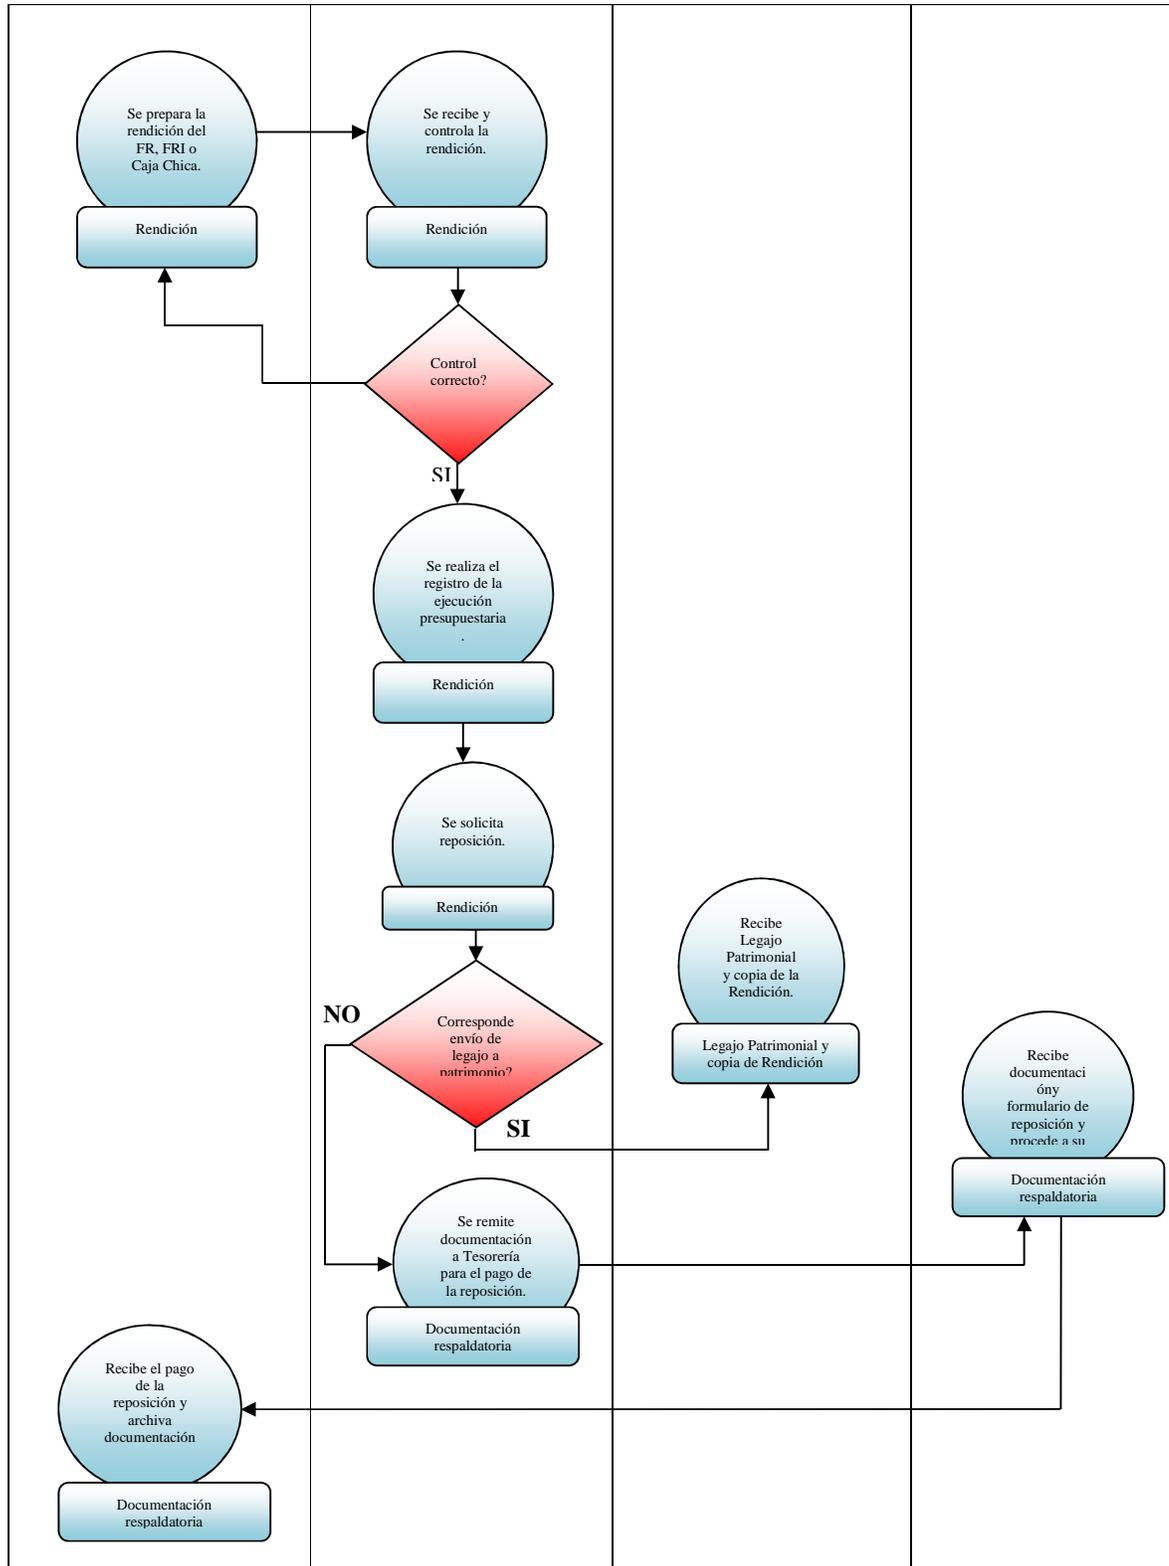 Se prepara la
rendición del
FR, FRI o
Caja Chica.
Rendición
Se recibe y
controla la
rendición.
Rendición
Control
correcto?
SI
Se realiza el
registro de la
ejecución
presupuestaria
.
Rendición
Se solicita
reposición.
Rendición
NO
Corresponde
envío de
legajo a
patrimonio?
SI
Recibe
Legajo
Patrimonial
y copia de la
Rendición.
Legajo Patrimonial y
copia de Rendición
Se remite
documentación
a Tesorería
para el pago de
la reposición.
Documentación
respaldatoria
Recibe
documentaci
óny
formulario de
reposición y
procede a su
Documentación
respaldatoria
Recibe el pago
de la
reposición y
archiva
documentación
Documentación
respaldatoria